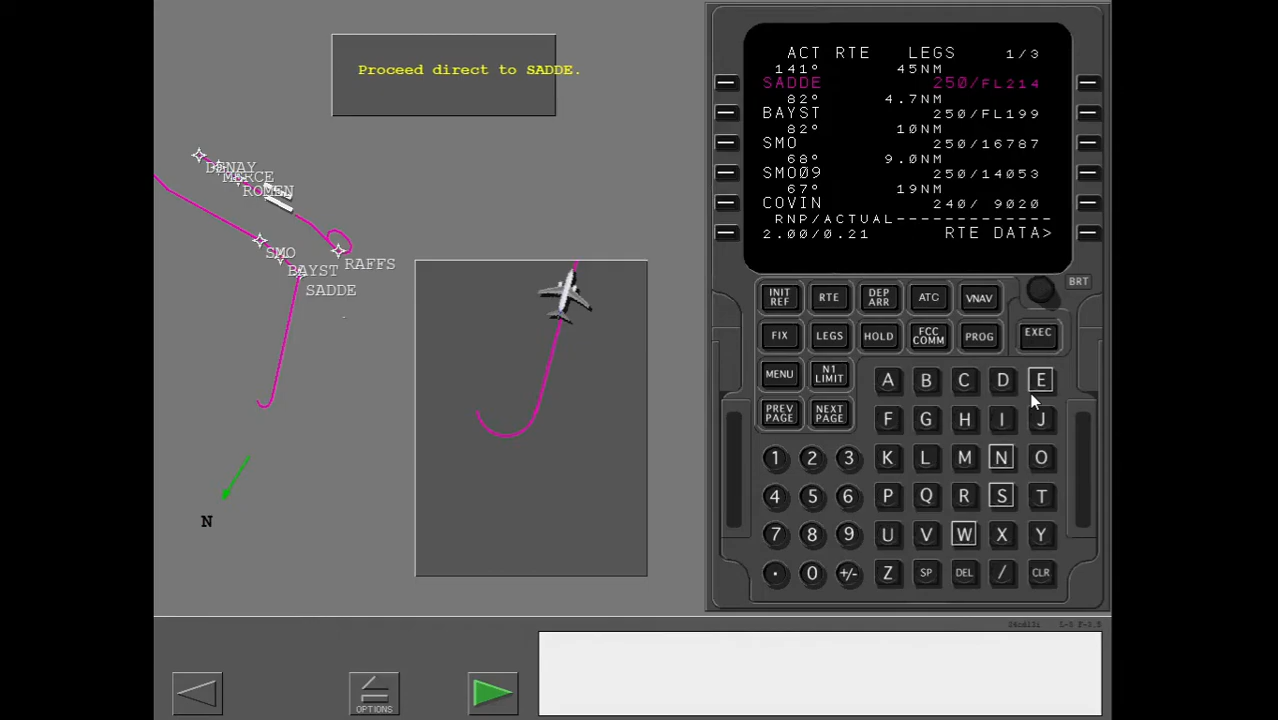 Proceed direct to SADDE.
DENAY
MERCE
ROMEN
SMO
BAYST
SADDE
RAFFS
N
ACT RTE LEGS 1/3
141° 45NM
SADDE 250/FL214
82° 4.7NM
BAYST 250/FL199
82° 10NM
SMO 250/16787
68° 9.0NM
SMO09 250/14053
67° 19NM
COVIN 240/ 9020
RNP/ACTUAL-------------
2.00/0.21 RTE DATA>
BRT
INIT REF RTE DEP ARR ATC VNAV
FIX LEGS HOLD FCC COMM PROG EXEC
MENU N1 LIMIT
PREV PAGE NEXT PAGE
A B C D E
F G H I J
1 2 3 K L M N O
4 5 6 P Q R S T
7 8 9 U V W X Y
. 0 +/- Z SP DEL / CLR
OPTIONS